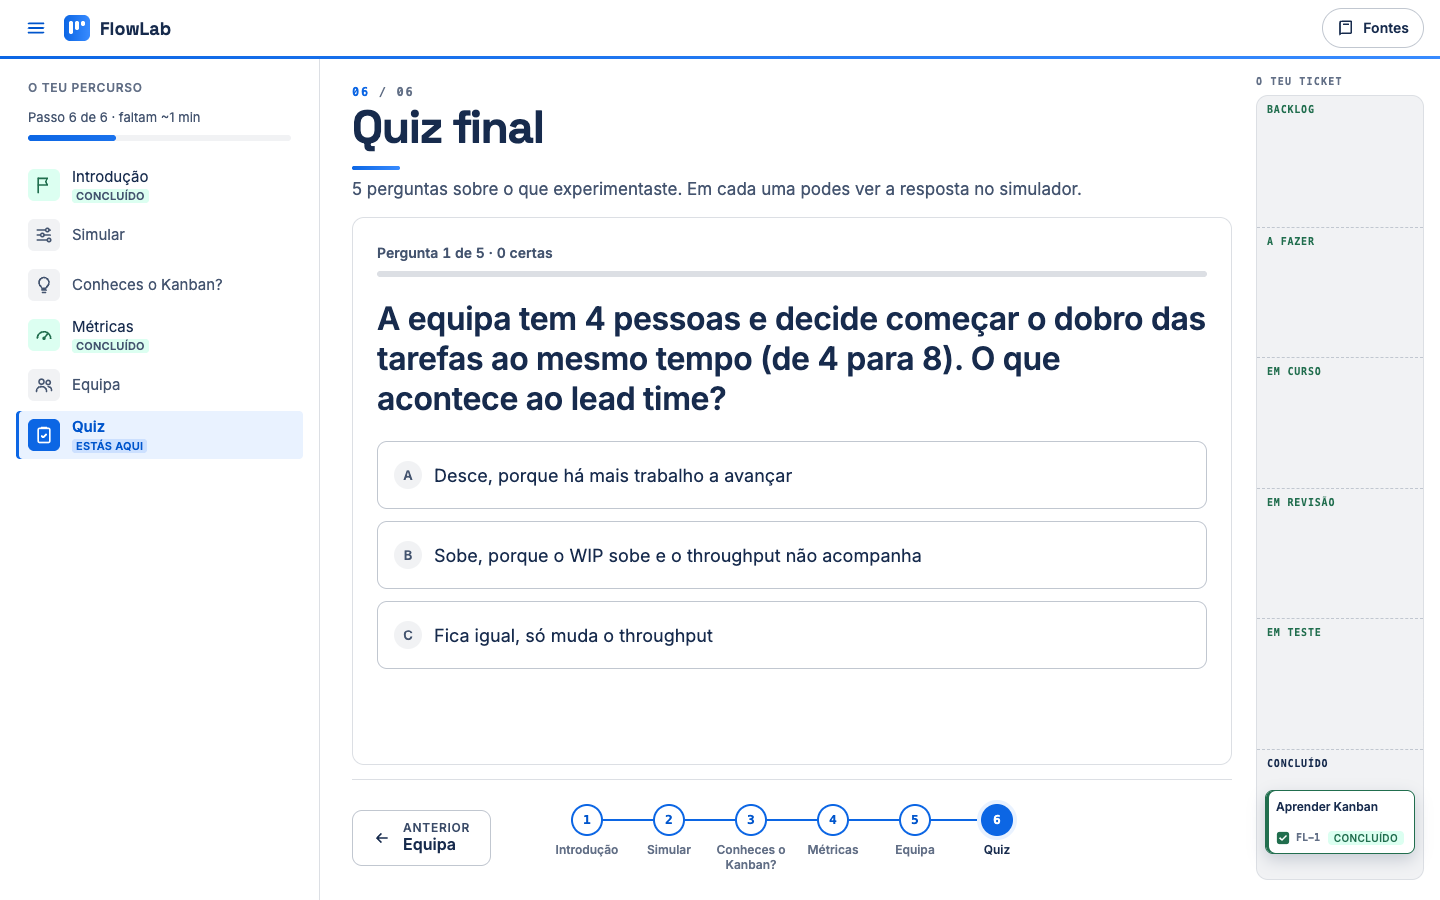 FlowLab
Fontes
O TEU PERCURSO
Passo 6 de 6 · faltam ~1 min
Introdução
CONCLUÍDO
Simular
Conheces o Kanban?
Métricas
CONCLUÍDO
Equipa
Quiz
ESTÁS AQUI
06 / 06
Quiz final
5 perguntas sobre o que experimentaste. Em cada uma podes ver a resposta no simulador.
Pergunta 1 de 5 · 0 certas
A equipa tem 4 pessoas e decide começar o dobro das
tarefas ao mesmo tempo (de 4 para 8). O que
acontece ao lead time?
A Desce, porque há mais trabalho a avançar
B Sobe, porque o WIP sobe e o throughput não acompanha
C Fica igual, só muda o throughput
ANTERIOR
Equipa
1 2 3 4 5 6
Introdução Simular Conheces o Métricas Equipa Quiz
Kanban?
O TEU TICKET
BACKLOG
A FAZER
EM CURSO
EM REVISÃO
EM TESTE
CONCLUÍDO
Aprender Kanban
FL-1 CONCLUÍDO